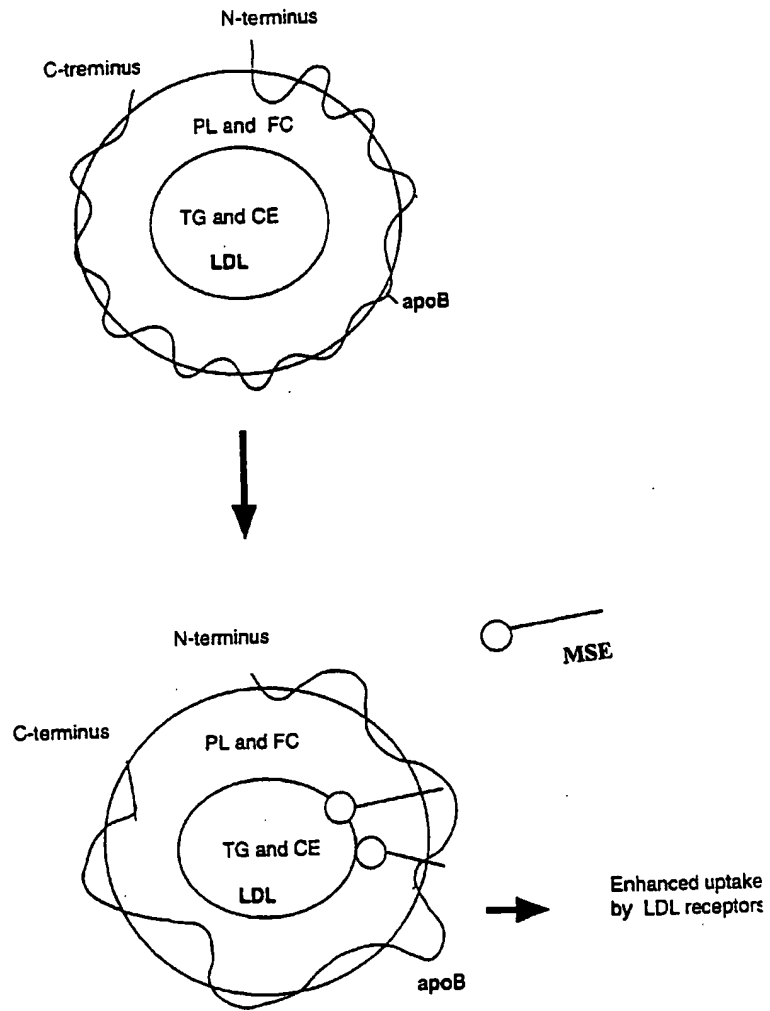 N-terminus
C-treminus
PL and FC
TG and CE
LDL
apoB
MSE
N-terminus
C-terminus
PL and FC
TG and CE
LDL
Enhanced uptake
by LDL receptors
apoB